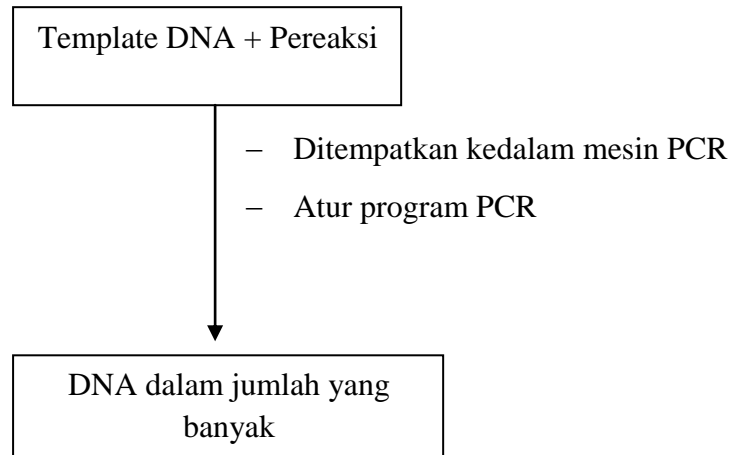 Template DNA + Pereaksi
– Ditempatkan kedalam mesin PCR
– Atur program PCR
DNA dalam jumlah yang
banyak